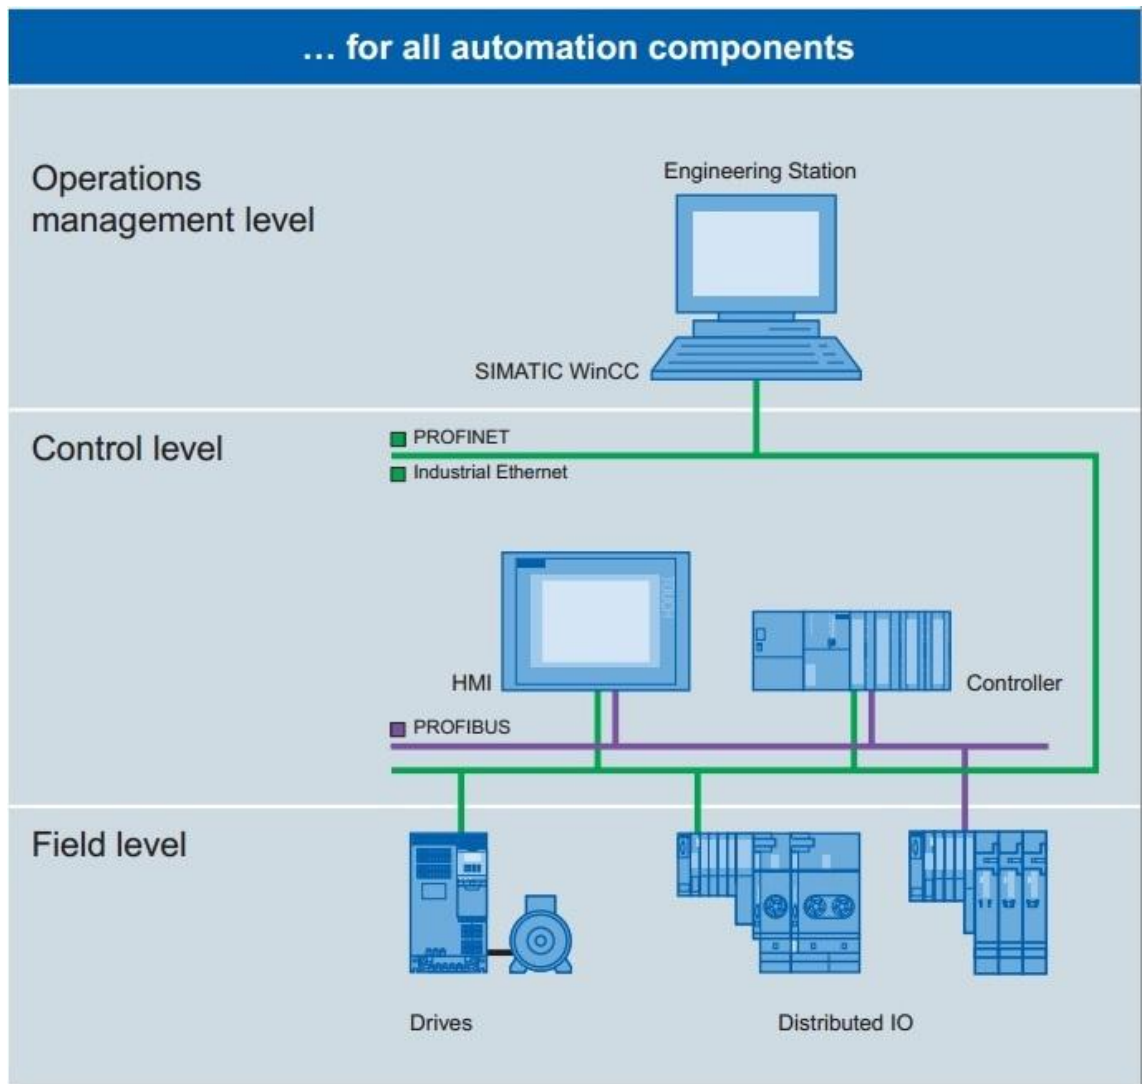 ... for all automation components
Operations
management level
Engineering Station
SIMATIC WinCC
Control level
PROFINET
Industrial Ethernet
HMI
Controller
PROFIBUS
Field level
Drives
Distributed IO